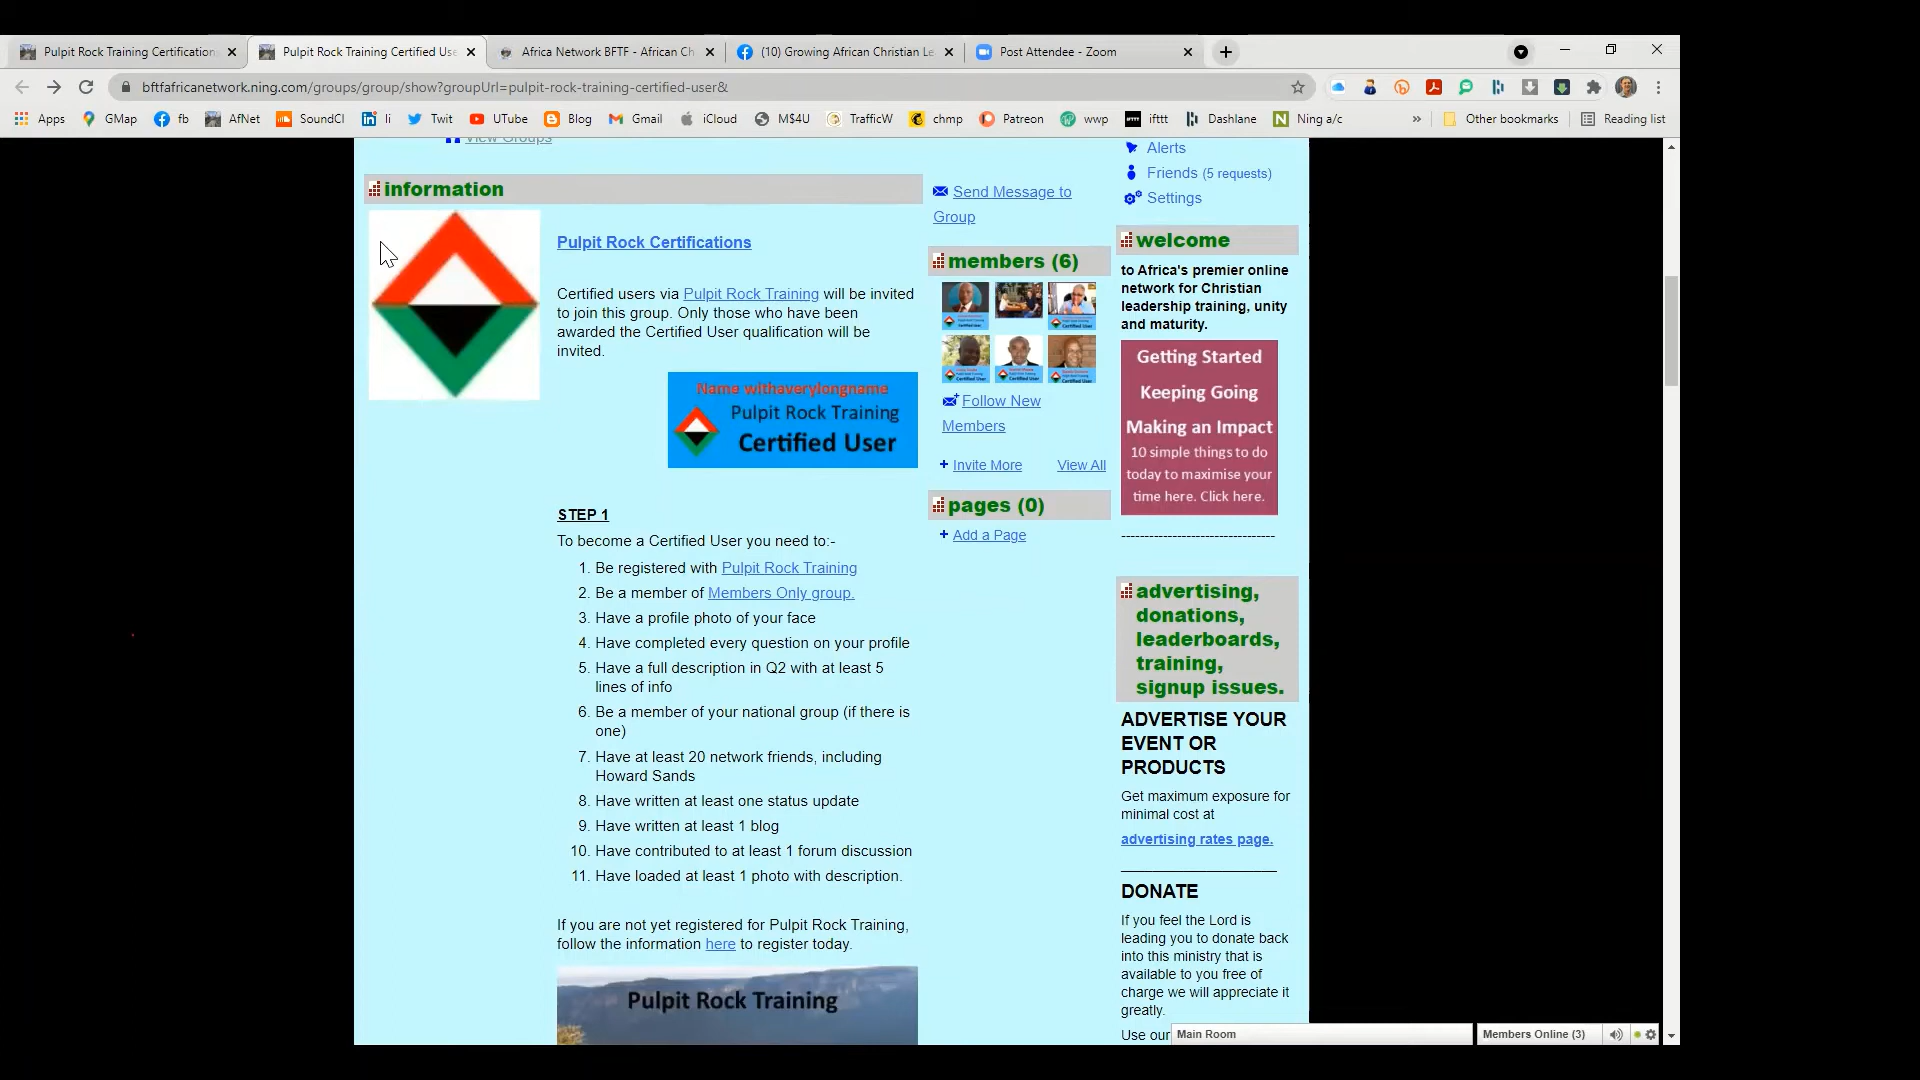 Pulpit Rock Training Certification
Pulpit Rock Training Certified Use
Africa Network BFTF - African Ch
(10) Growing African Christian Le
Post Attendee - Zoom
bftfafricanetwork.ning.com/groups/group/show?groupUrl=pulpit-rock-training-certified-user&
Apps
GMap
fb
AfNet
SoundCl
li
Twit
UTube
Blog
Gmail
iCloud
M$4U
TrafficW
chmp
Patreon
wwp
ifttt
Dashlane
Ning a/c
»
Other bookmarks
Reading list
View Groups
information
Pulpit Rock Certifications
Certified users via Pulpit Rock Training will be invited
to join this group. Only those who have been
awarded the Certified User qualification will be
invited.
Name withaverylongname
Pulpit Rock Training
Certified User
STEP 1
To become a Certified User you need to:-
1. Be registered with Pulpit Rock Training
2. Be a member of Members Only group.
3. Have a profile photo of your face
4. Have completed every question on your profile
5. Have a full description in Q2 with at least 5
lines of info
6. Be a member of your national group (if there is
one)
7. Have at least 20 network friends, including
Howard Sands
8. Have written at least one status update
9. Have written at least 1 blog
10. Have contributed to at least 1 forum discussion
11. Have loaded at least 1 photo with description.
If you are not yet registered for Pulpit Rock Training,
follow the information here to register today.
Pulpit Rock Training
Send Message to
Group
members (6)
Follow New
Members
Invite More
View All
pages (0)
Add a Page
Alerts
Friends (5 requests)
Settings
welcome
to Africa's premier online
network for Christian
leadership training, unity
and maturity.
Getting Started
Keeping Going
Making an Impact
10 simple things to do
today to maximise your
time here. Click here.
---------------------------------
advertising,
donations,
leaderboards,
training,
signup issues.
ADVERTISE YOUR
EVENT OR
PRODUCTS
Get maximum exposure for
minimal cost at
advertising rates page.
____________________
DONATE
If you feel the Lord is
leading you to donate back
into this ministry that is
available to you free of
charge we will appreciate it
greatly.
Use our
Main Room
Members Online (3)